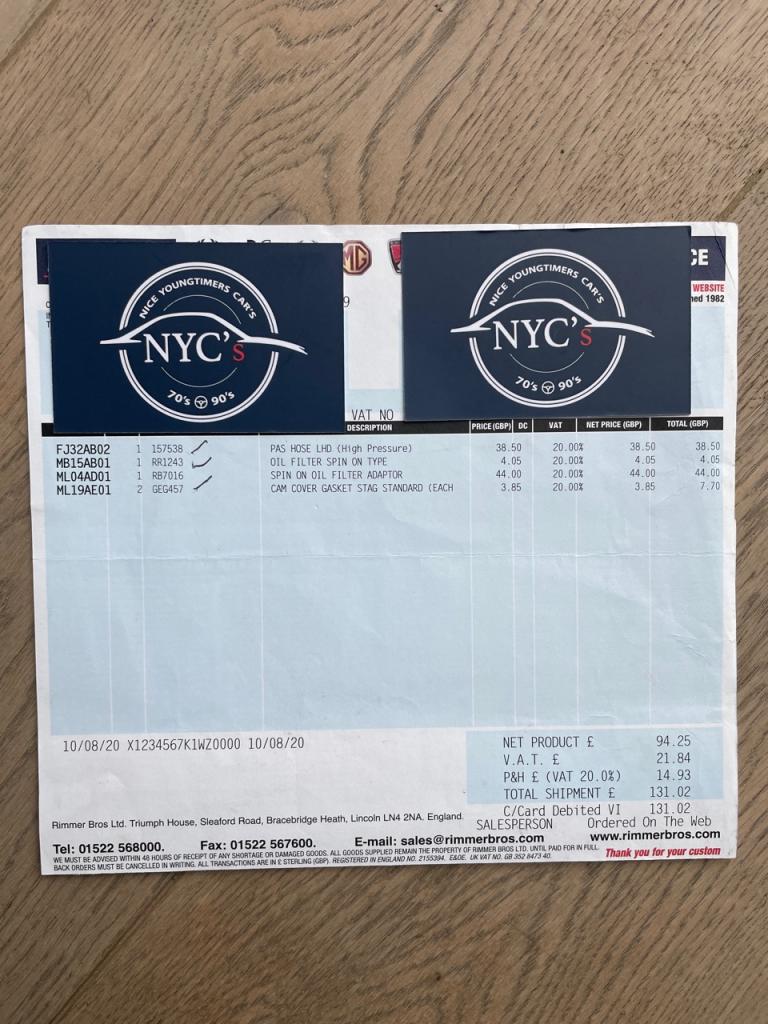 MG
CE
WEBSITE
ned 1982
9
NICE YOUNGTIMERS CAR'S
NYC's
70's 90's
NICE YOUNGTIMERS CAR'S
NYC's
70's 90's
VAT NO
DESCRIPTION PRICE(GBP) DC VAT NET PRICE (GBP) TOTAL (GBP)
FJ32AB02 1 157538 PAS HOSE LHD (High Pressure) 38.50 20.00% 38.50 38.50
MB15AB01 1 RR1243 OIL FILTER SPIN ON TYPE 4.05 20.00% 4.05 4.05
ML04AD01 1 RB7016 SPIN ON OIL FILTER ADAPTOR 44.00 20.00% 44.00 44.00
ML19AE01 2 GEG457 CAM COVER GASKET STAG STANDARD (EACH 3.85 20.00% 3.85 7.70
10/08/20 X1234567K1WZ0000 10/08/20
NET PRODUCT £ 94.25
V.A.T. £ 21.84
P&H £ (VAT 20.0%) 14.93
TOTAL SHIPMENT £ 131.02
C/Card Debited VI 131.02
SALESPERSON Ordered On The Web
Rimmer Bros Ltd. Triumph House, Sleaford Road, Bracebridge Heath, Lincoln LN4 2NA. England.
Tel: 01522 568000. Fax: 01522 567600. E-mail: sales@rimmerbros.com www.rimmerbros.com
WE MUST BE ADVISED WITHIN 48 HOURS OF RECEIPT OF ANY SHORTAGE OR DAMAGED GOODS. ALL GOODS SUPPLIED REMAIN THE PROPERTY OF RIMMER BROS LTD. UNTIL PAID FOR IN FULL.
BACK ORDERS MUST BE CANCELLED IN WRITING. ALL TRANSACTIONS ARE IN £ STERLING (GBP). REGISTERED IN ENGLAND NO. 2155394. E&OE. UK VAT NO. GB 352 8473 40.
Thank you for your custom